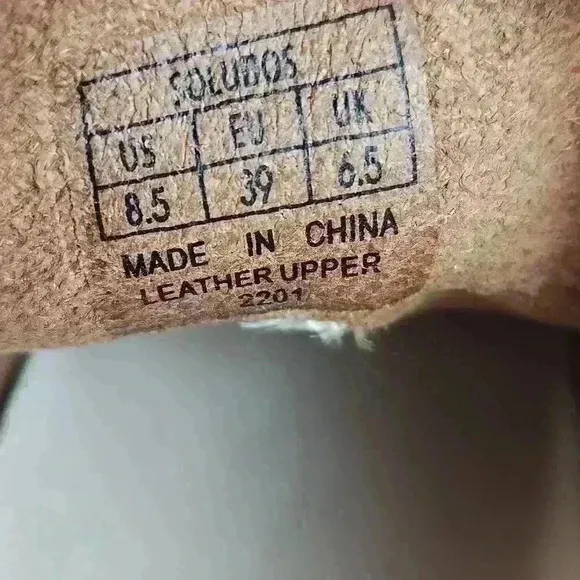 SOLUDOS
US EU UK
8.5 39 6.5
MADE IN CHINA
LEATHER UPPER
2201